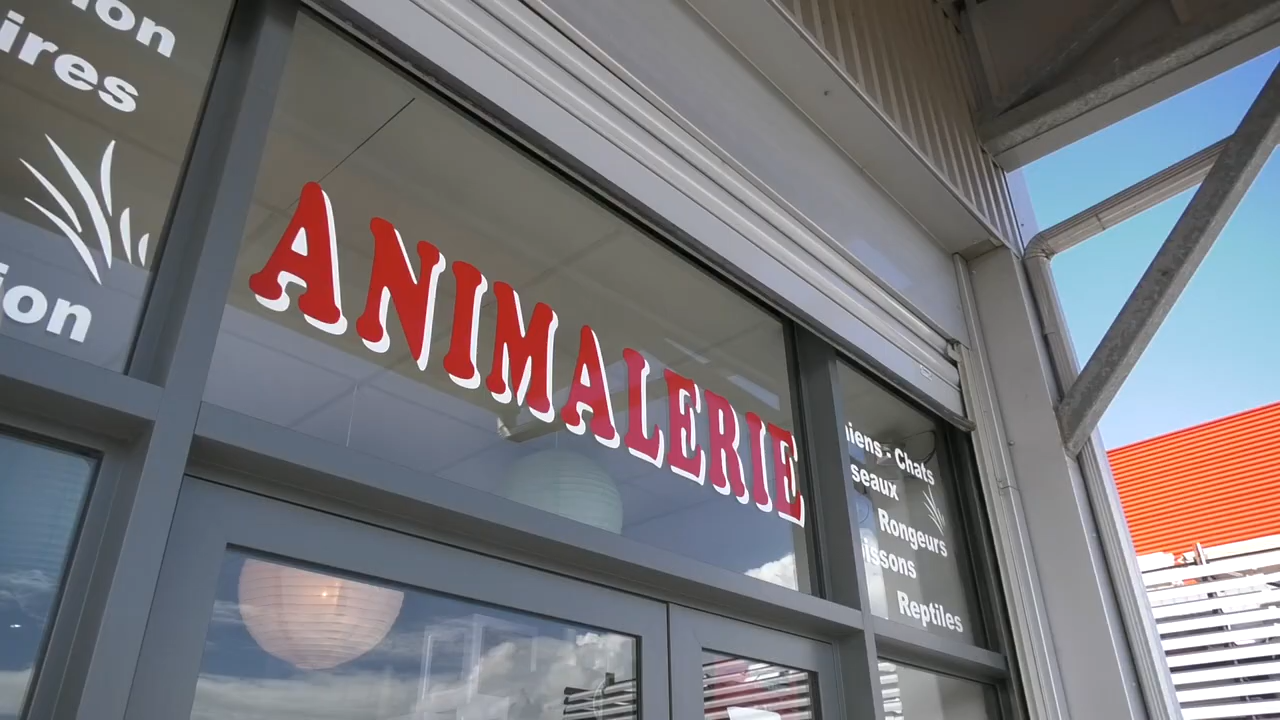 ion
ires
ion
ANIMALERIE
iens - Chats
seaux
Rongeurs
issons
Reptiles